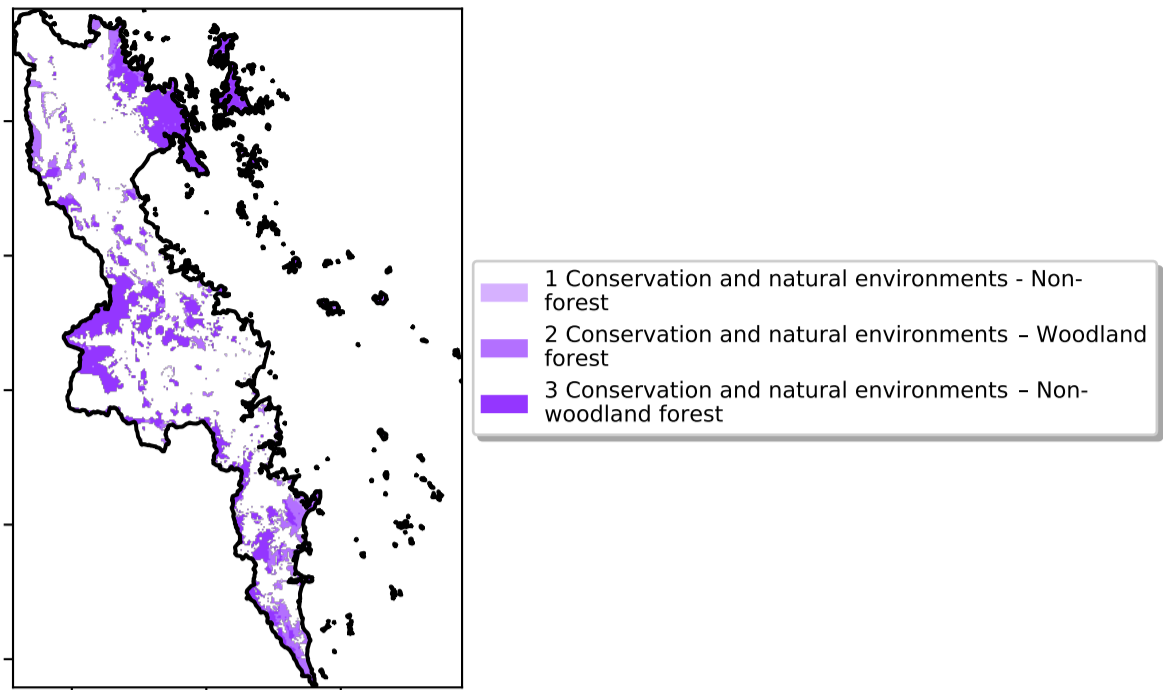 1 Conservation and natural environments - Non-
forest
2 Conservation and natural environments – Woodland
forest
3 Conservation and natural environments – Non-
woodland forest